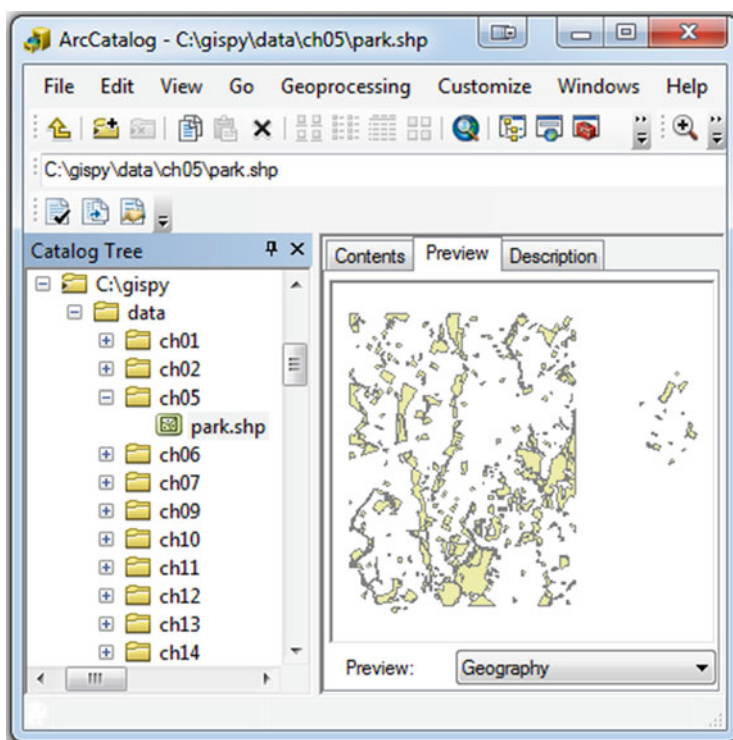 ArcCatalog - C:\gispy\data\ch05\park.shp
File Edit View Go Geoprocessing Customize Windows Help
C:\gispy\data\ch05\park.shp
Catalog Tree
Contents Preview Description
C:\gispy
data
ch01
ch02
ch05
park.shp
ch06
ch07
ch09
ch10
ch11
ch12
ch13
ch14
Preview: Geography